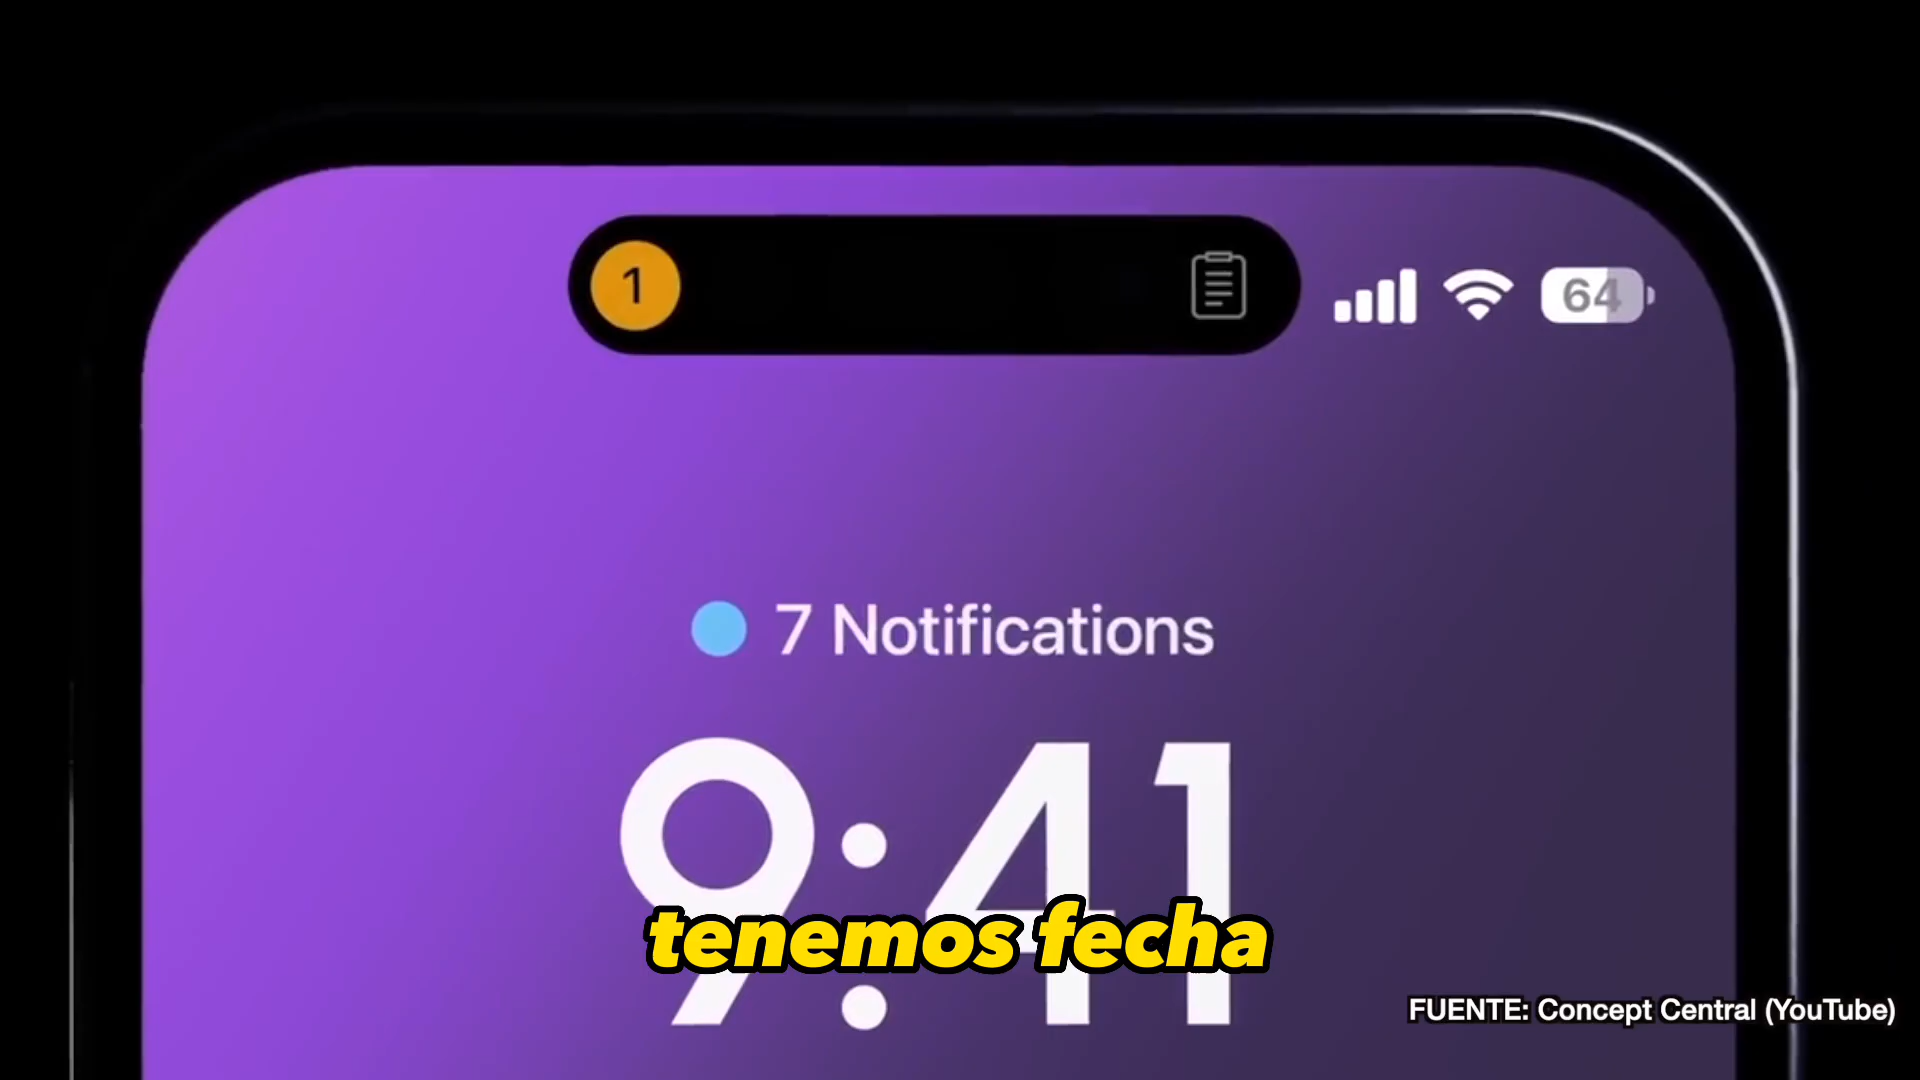 1
64
7 Notifications
9:41
tenemos fecha
FUENTE: Concept Central (YouTube)